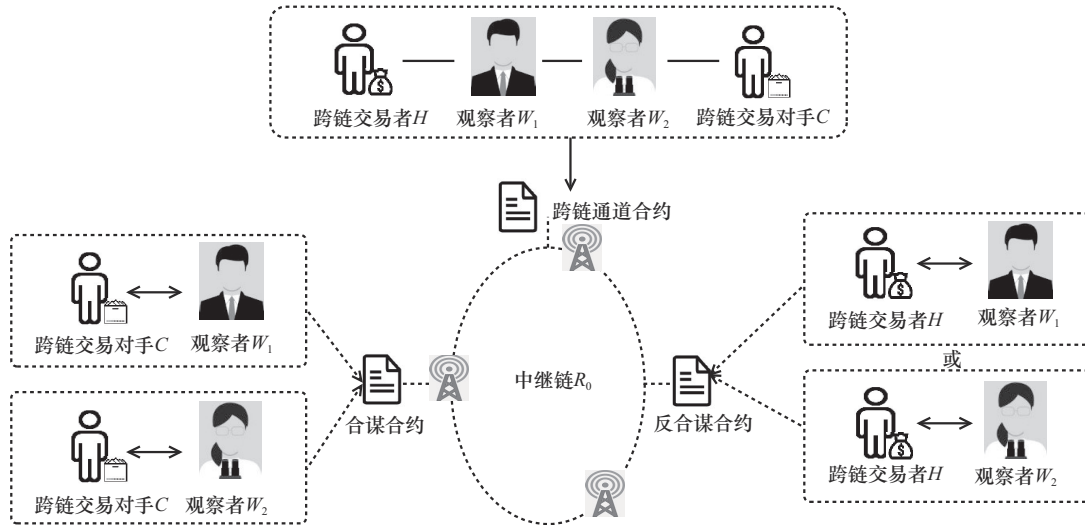 跨链交易者H 观察者W₁ 观察者W₂ 跨链交易对手C
跨链通道合约
跨链交易对手C 观察者W₁
跨链交易者H 观察者W₁
或
合谋合约
中继链R₀
反合谋合约
跨链交易对手C 观察者W₂
跨链交易者H 观察者W₂